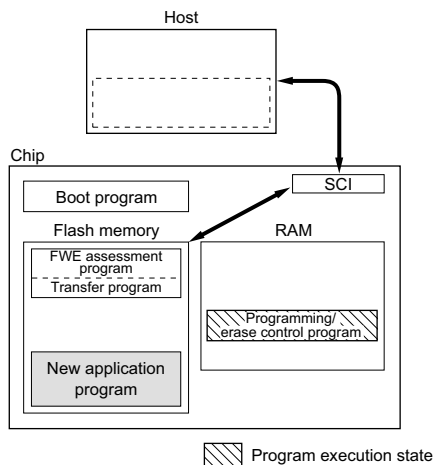 Host
Chip
SCI
Boot program
Flash memory
RAM
FWE assessment
program
Transfer program
Programming/
erase control program
New application
program
Program execution state